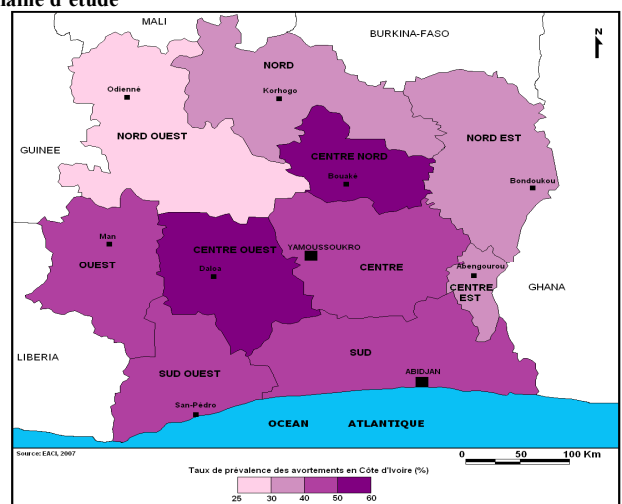 maine d'étude
MALI
BURKINA-FASO
N
NORD
Odienné
Korhogo
NORD OUEST
NORD EST
GUINEE
CENTRE NORD
Bouake
Bondoukou
Man
CENTRE OUEST
YAMOUSSOUKRO
OUEST
Daloa
CENTRE
Abengourou
CENTRE
EST
GHANA
LIBERIA
SUD
SUD OUEST
ABIDJAN
San-Pédro
OCEAN ATLANTIQUE
Source: EACI, 2007
0 50 100 Km
Taux de prévalence des avortements en Côte d'Ivoire (%)
25 30 40 50 60